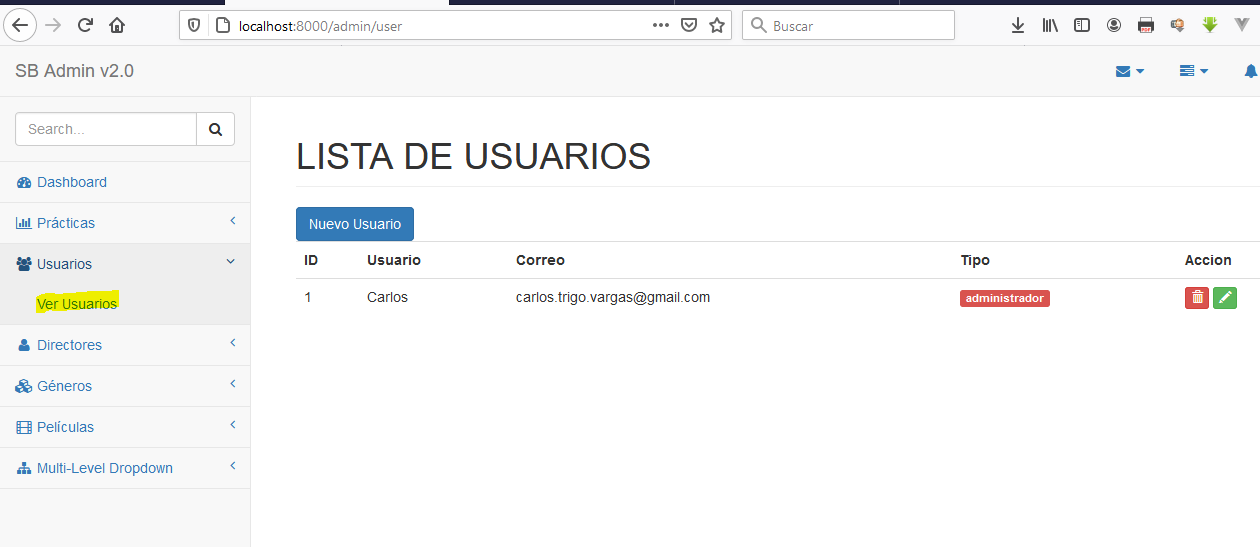 localhost:8000/admin/user
Buscar
SB Admin v2.0
Search...
Dashboard
Prácticas
Usuarios
Ver Usuarios
Directores
Géneros
Películas
Multi-Level Dropdown
LISTA DE USUARIOS
Nuevo Usuario
ID Usuario Correo Tipo Accion
1 Carlos carlos.trigo.vargas@gmail.com administrador